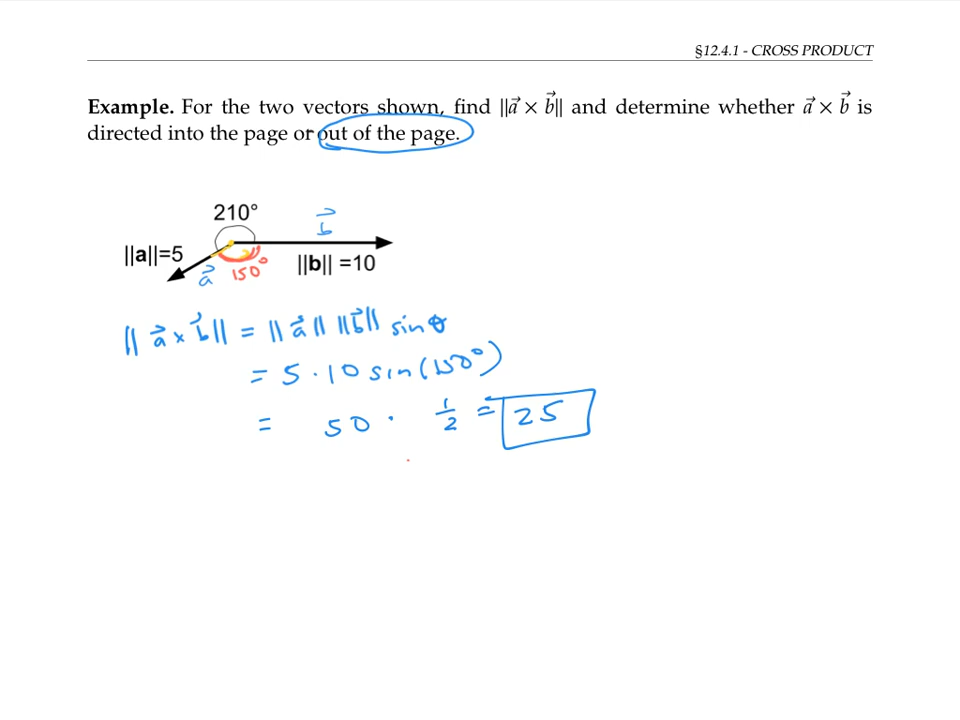 §12.4.1 - CROSS PRODUCT
Example. For the two vectors shown, find ||a⃗ × b⃗|| and determine whether a⃗ × b⃗ is
directed into the page or out of the page.
210°
b⃗
||a||=5
a⃗
150°
||b|| =10
||a⃗ × b⃗|| = ||a⃗|| ||b⃗|| sin θ
= 5 · 10 sin(150°)
= 50 · 1/2 = 25